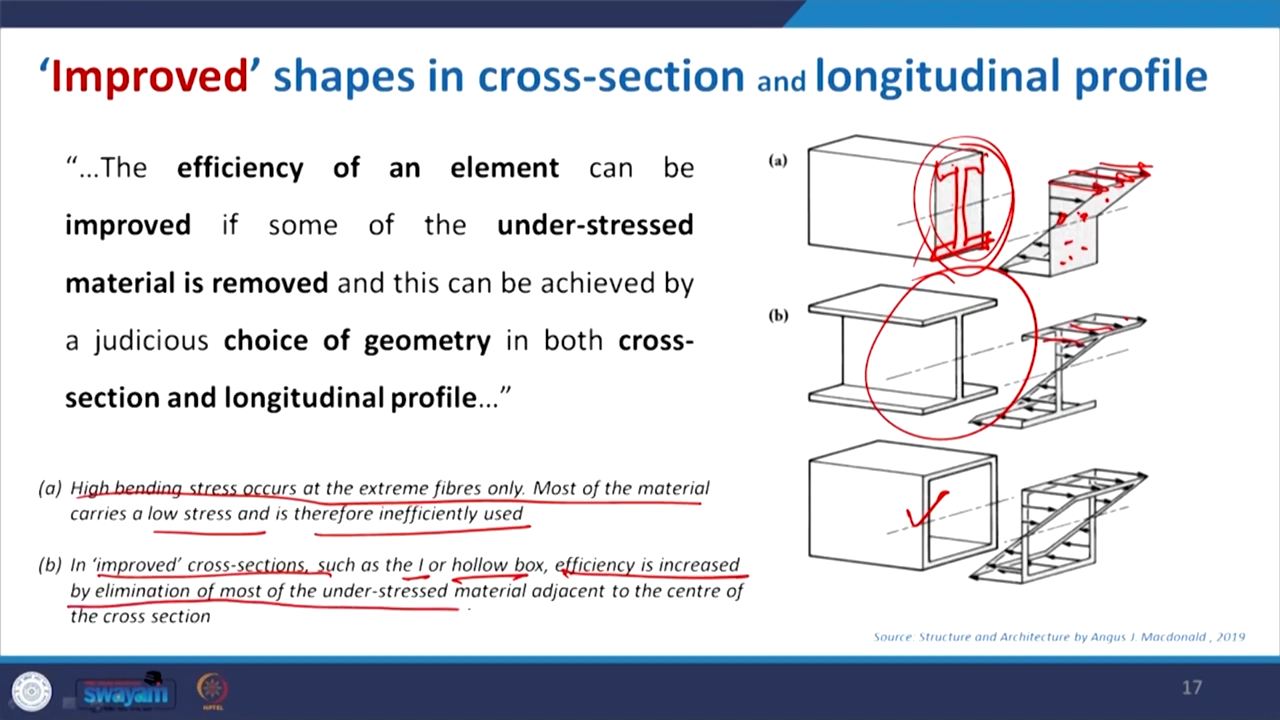 ‘Improved’ shapes in cross-section and longitudinal profile
“...The efficiency of an element can be
improved if some of the under-stressed
material is removed and this can be achieved by
a judicious choice of geometry in both cross-
section and longitudinal profile...”
(a)
(b)
(a) High bending stress occurs at the extreme fibres only. Most of the material
carries a low stress and is therefore inefficiently used
(b) In ‘improved’ cross-sections, such as the I or hollow box, efficiency is increased
by elimination of most of the under-stressed material adjacent to the centre of
the cross section
Source: Structure and Architecture by Angus J. Macdonald , 2019
swayam
NPTEL
17